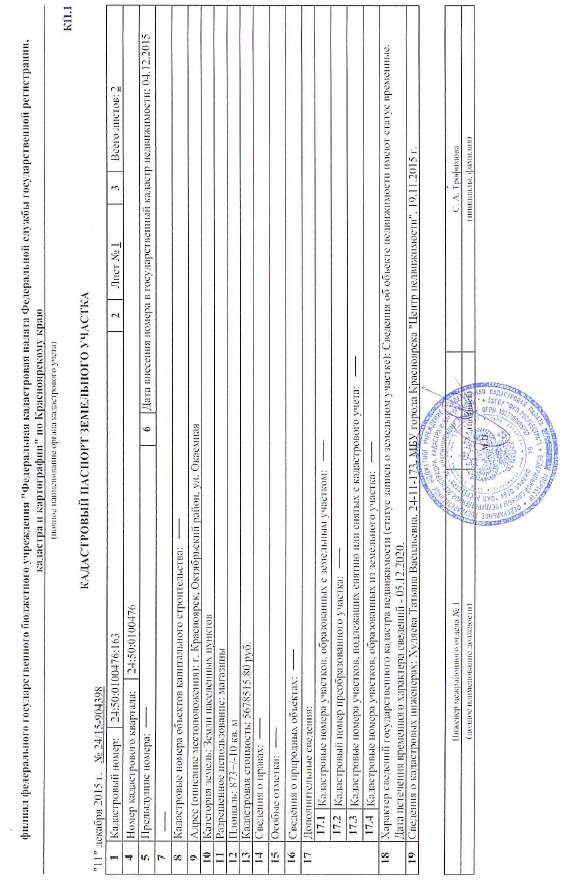 филиал федерального государственного бюджетного учреждения "Федеральная кадастровая палата Федеральной службы государственной регистрации,
кадастра и картографии" по Красноярскому краю
(полное наименование органа кадастрового учета)
КП.1
КАДАСТРОВЫЙ ПАСПОРТ ЗЕМЕЛЬНОГО УЧАСТКА
"11" декабря 2015 г. № 24/15-904398
1 Кадастровый номер: 24:50:0100476:163 2 Лист № 1 3 Всего листов: 2
4 Номер кадастрового квартала: 24:50:0100476
5 Предыдущие номера: —— 6 Дата внесения номера в государственный кадастр недвижимости: 04.12.2015
7 ——
8 Кадастровые номера объектов капитального строительства: ——
9 Адрес (описание местоположения): г. Красноярск, Октябрьский район, ул. Окаемная
10 Категория земель: Земли населенных пунктов
11 Разрешенное использование: магазины
12 Площадь: 873+/-10 кв. м
13 Кадастровая стоимость: 5678515.80 руб.
14 Сведения о правах: ——
15 Особые отметки: ——
16 Сведения о природных объектах: ——
17 Дополнительные сведения:
17.1 Кадастровые номера участков, образованных с земельным участком: ——
17.2 Кадастровый номер преобразованного участка: ——
17.3 Кадастровые номера участков, подлежащих снятию или снятых с кадастрового учета: ——
17.4 Кадастровые номера участков, образованных из земельного участка: ——
18 Характер сведений государственного кадастра недвижимости (статус записи о земельном участке): Сведения об объекте недвижимости имеют статус временные.
Дата истечения временного характера сведений - 05.12.2020.
19 Сведения о кадастровых инженерах: Худяева Татьяна Васильевна, 24-11-173, МБУ города Красноярска "Центр недвижимости", 19.11.2015 г.
Инженер межрайонного отдела № 1 С. А. Трофимова
(полное наименование должности) (подпись) (инициалы, фамилия)
М.П.